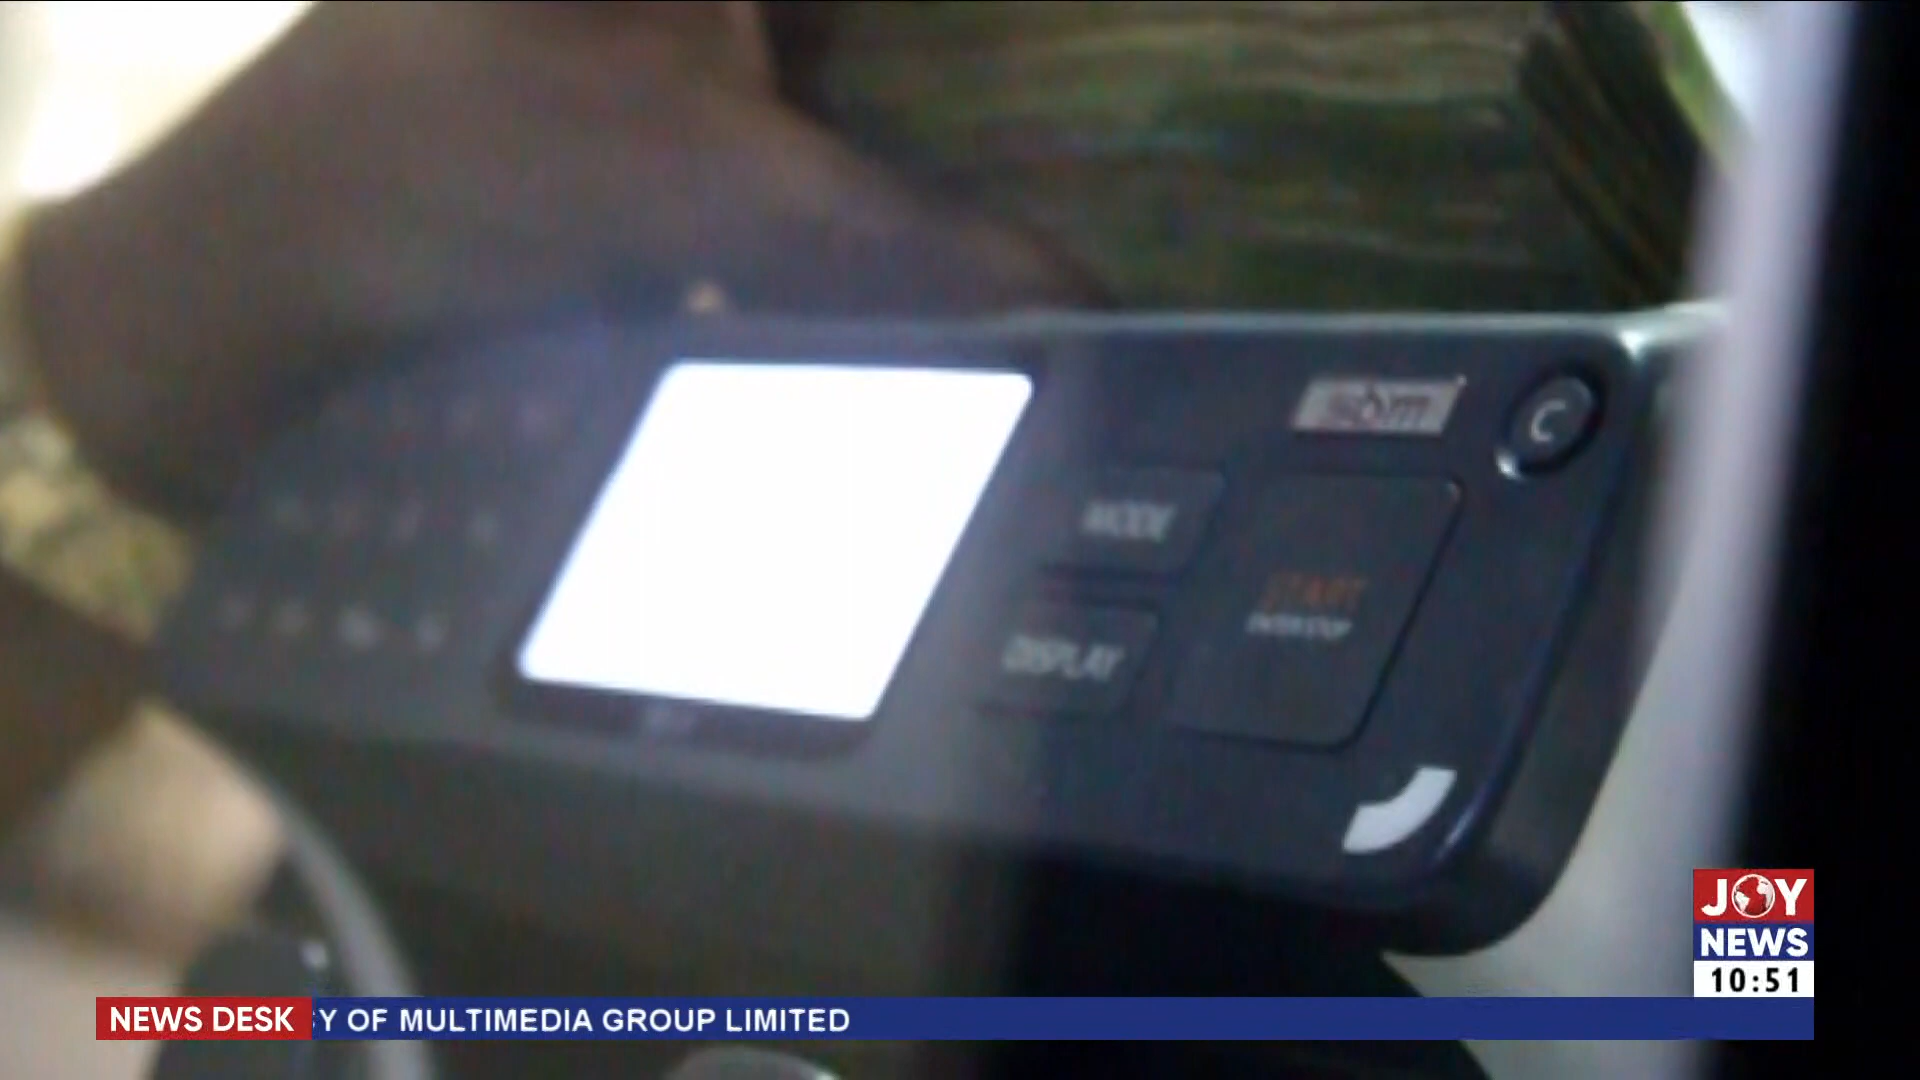 C
MODE
START
DISPLAY
JOY
NEWS
10:51
NEWS DESK
Y OF MULTIMEDIA GROUP LIMITED